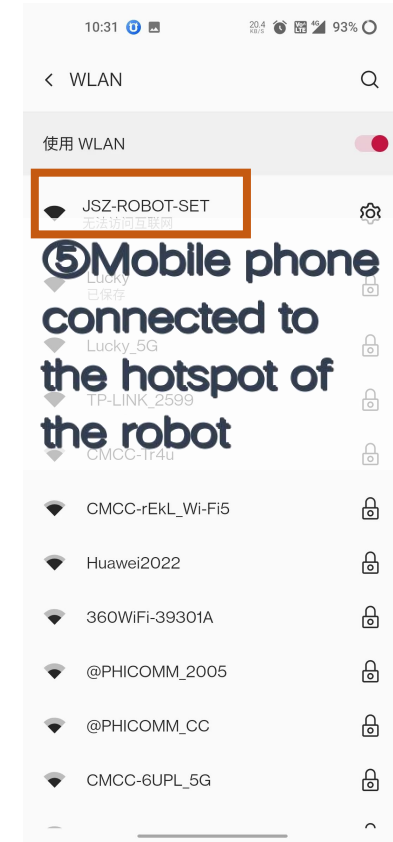 10:31
20.4 KB/S VoLTE 4G 93%
WLAN
使用 WLAN
JSZ-ROBOT-SET
无法访问互联网
⑤Mobile phone
Lucky
已保存
connected to
Lucky_5G
the hotspot of
TP-LINK_2599
the robot
CMCC-Tr4u
CMCC-rEkL_Wi-Fi5
Huawei2022
360WiFi-39301A
@PHICOMM_2005
@PHICOMM_CC
CMCC-6UPL_5G